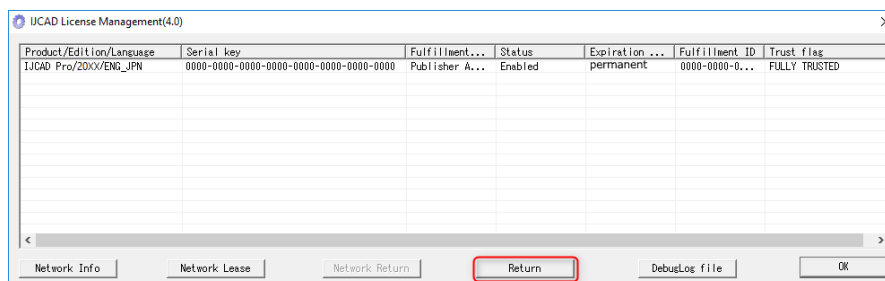 IJCAD License Management(4.0)
Product/Edition/Language Serial key Fulfillment... Status Expiration ... Fulfillment ID Trust flag
IJCAD Pro/20XX/ENG_JPN 0000-0000-0000-0000-0000-0000-0000 Publisher A... Enabled permanent 0000-0000-0... FULLY TRUSTED
Network Info Network Lease Network Return Return DebugLog file OK